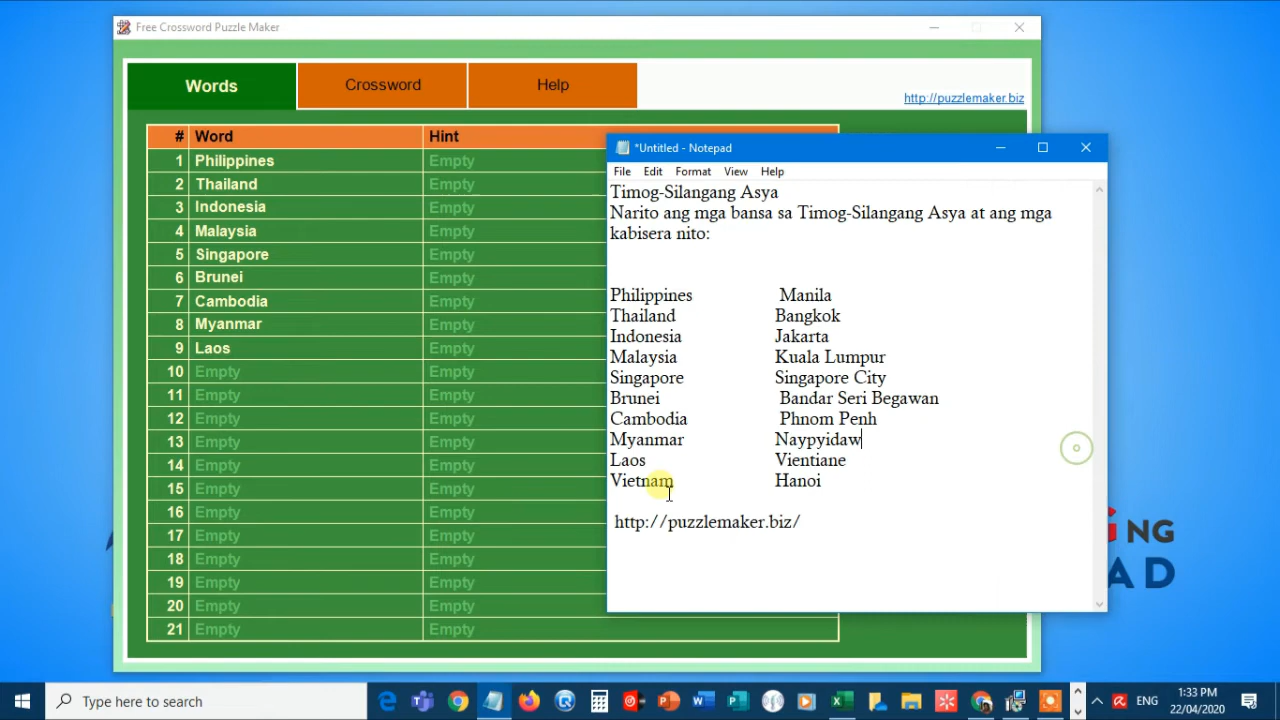 Free Crossword Puzzle Maker
Words
Crossword
Help
http://puzzlemaker.biz
# Word Hint
1 Philippines Empty
2 Thailand Empty
3 Indonesia Empty
4 Malaysia Empty
5 Singapore Empty
6 Brunei Empty
7 Cambodia Empty
8 Myanmar Empty
9 Laos Empty
10 Empty Empty
11 Empty Empty
12 Empty Empty
13 Empty Empty
14 Empty Empty
15 Empty Empty
16 Empty Empty
17 Empty Empty
18 Empty Empty
19 Empty Empty
20 Empty Empty
21 Empty Empty
*Untitled - Notepad
File Edit Format View Help
Timog-Silangang Asya
Narito ang mga bansa sa Timog-Silangang Asya at ang mga
kabisera nito:
Philippines Manila
Thailand Bangkok
Indonesia Jakarta
Malaysia Kuala Lumpur
Singapore Singapore City
Brunei Bandar Seri Begawan
Cambodia Phnom Penh
Myanmar Naypyidaw
Laos Vientiane
Vietnam Hanoi
http://puzzlemaker.biz/
Type here to search
ENG
1:33 PM
22/04/2020